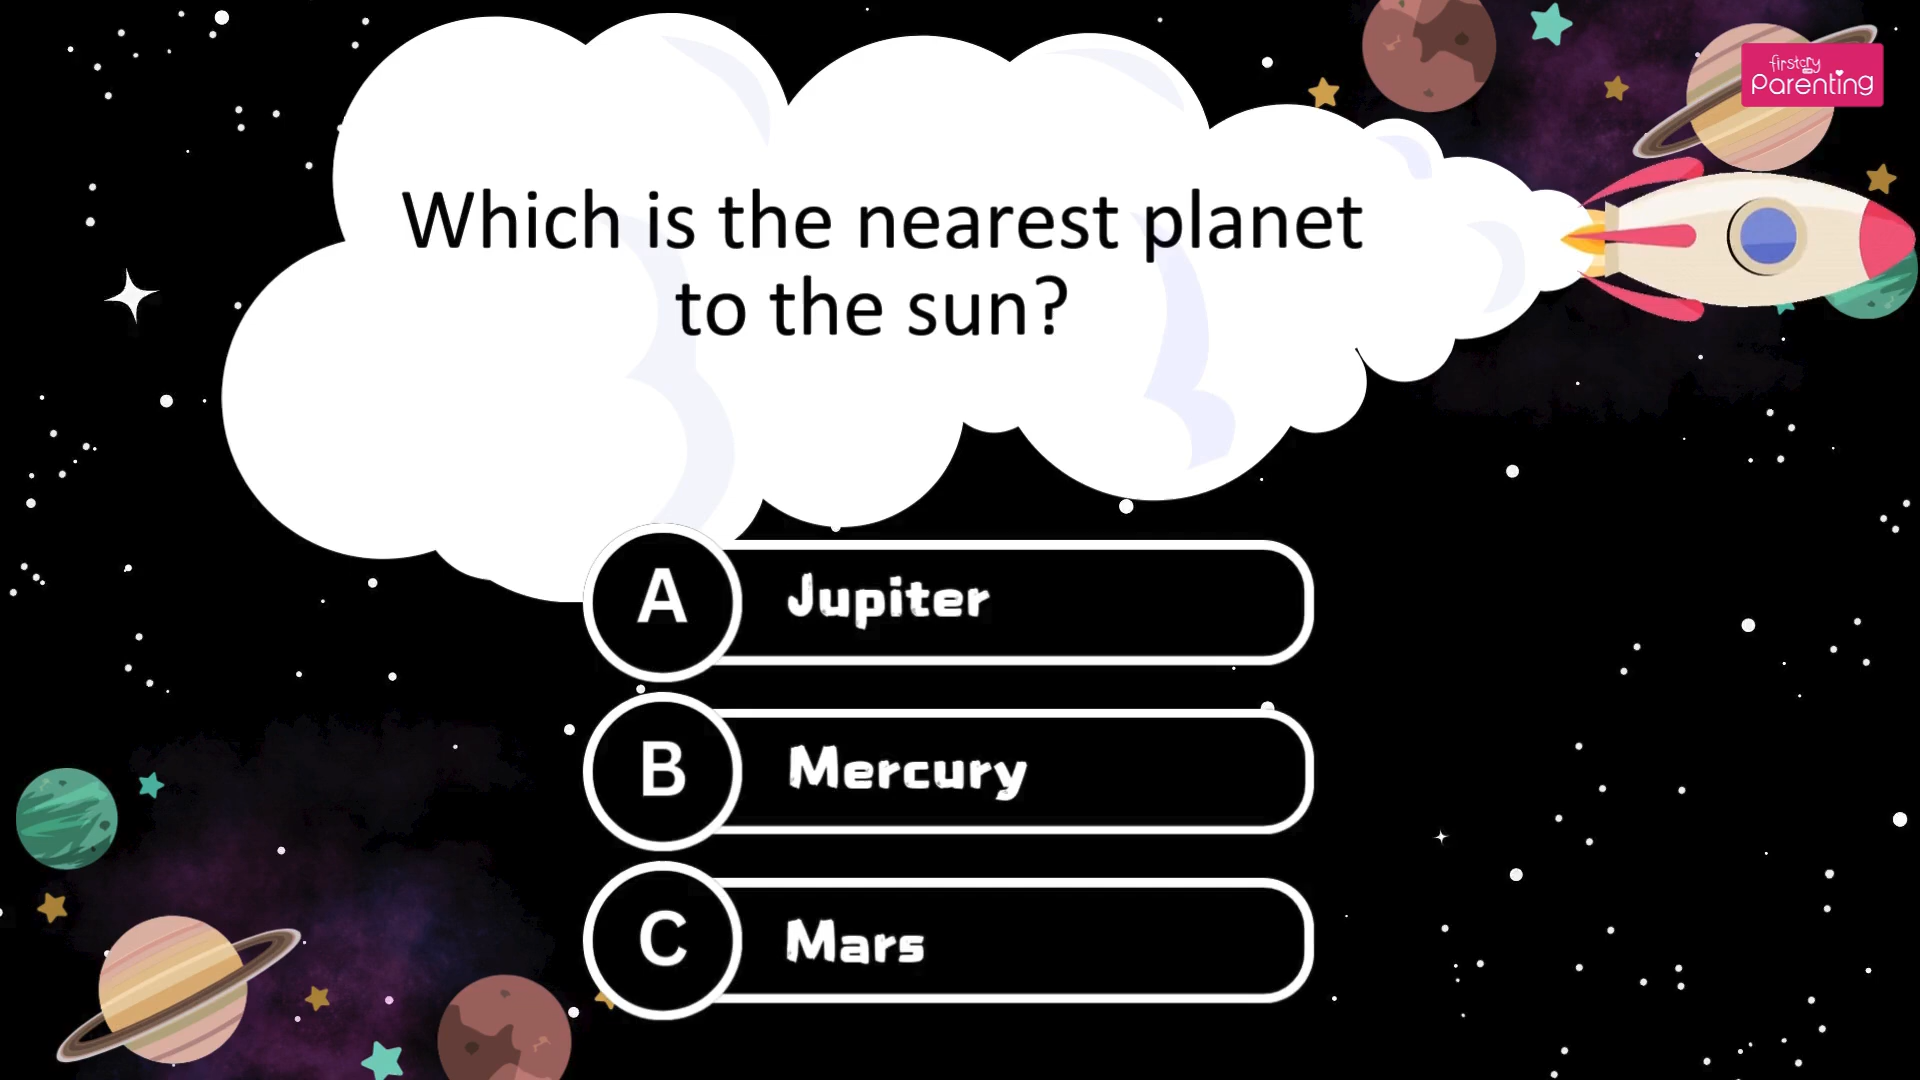 firstcry
Parenting
Which is the nearest planet
to the sun?
A Jupiter
B Mercury
C Mars